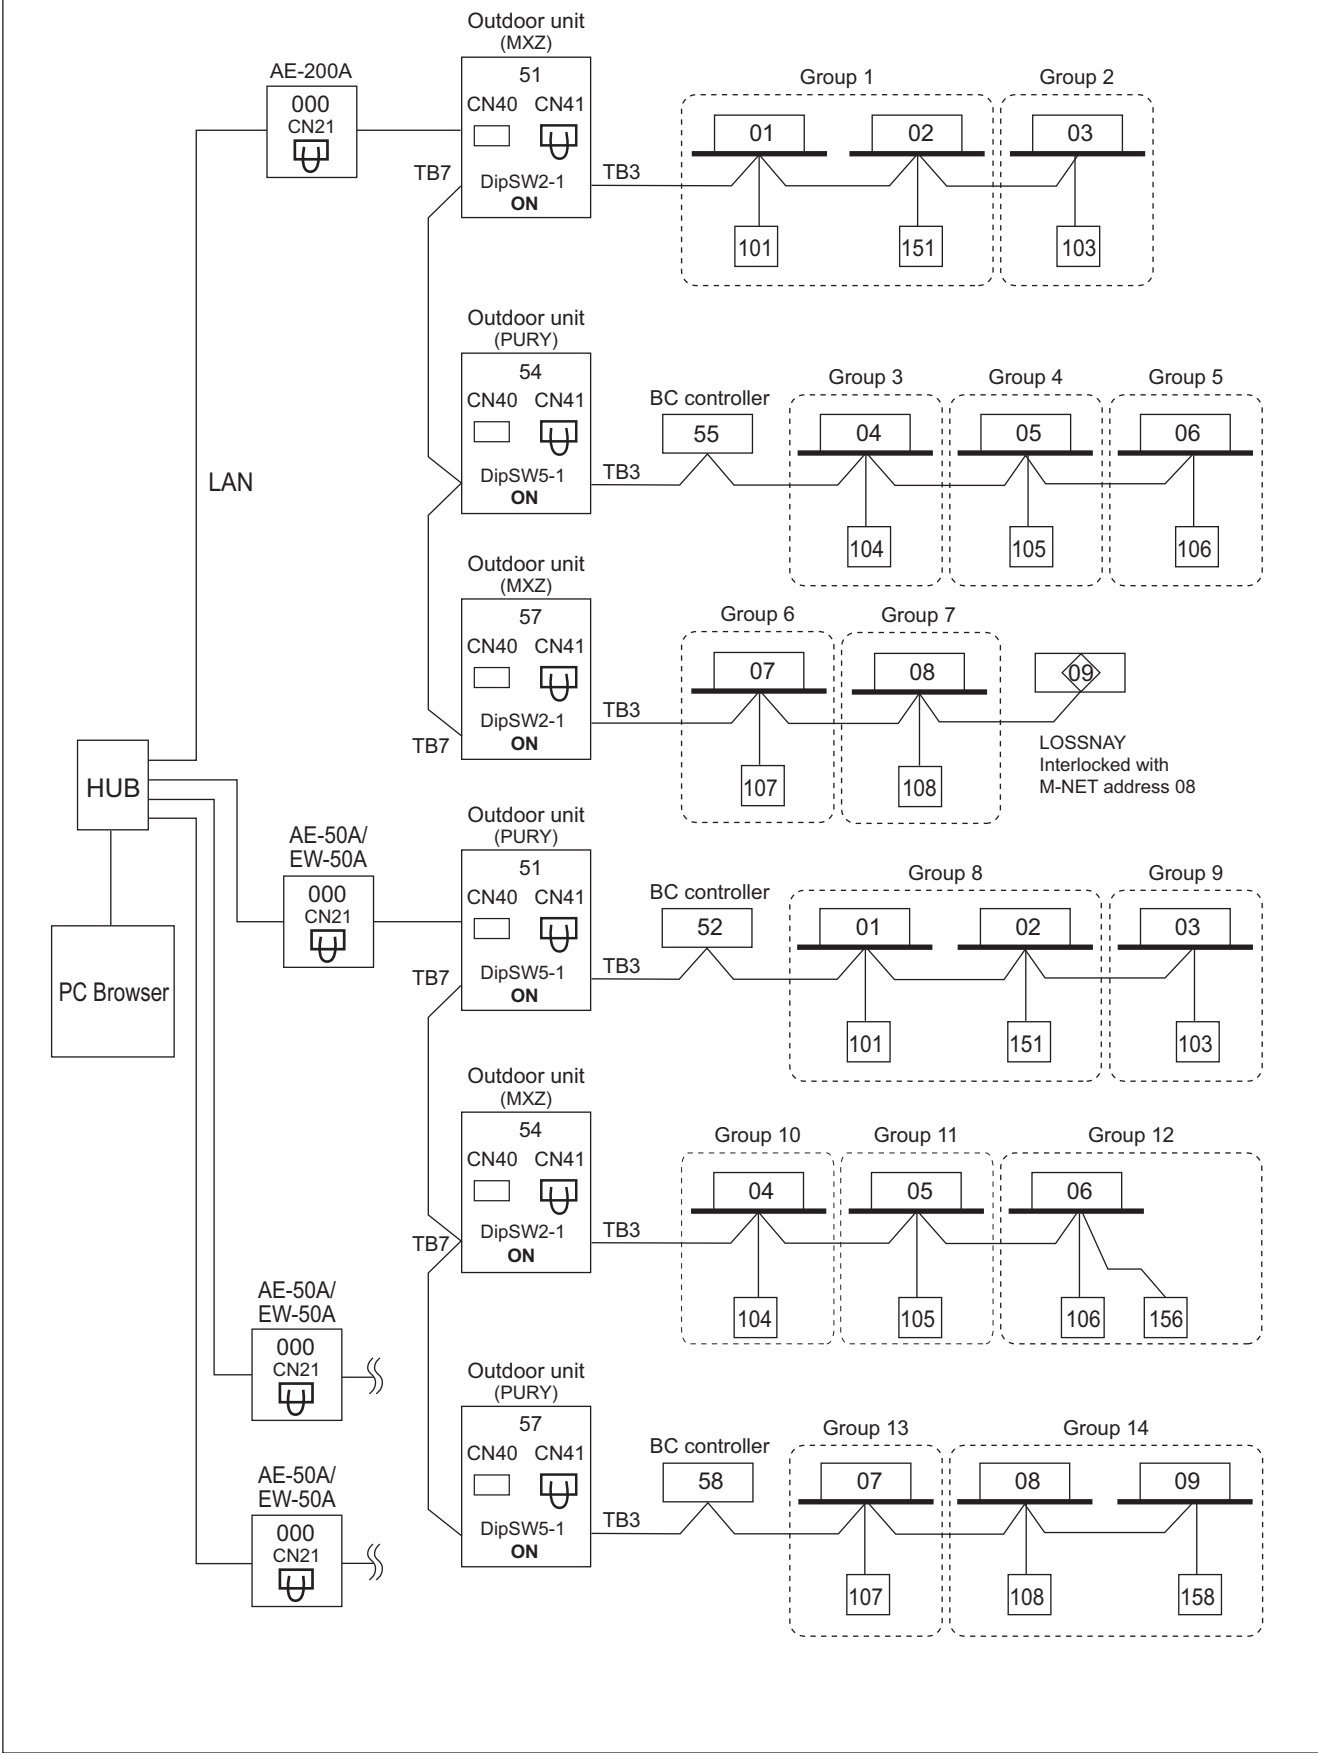 Outdoor unit
(MXZ)
AE-200A
000
CN21
51
CN40 CN41
TB7
DipSW2-1
ON
TB3
Group 1
Group 2
01
02
03
101
151
103
Outdoor unit
(PURY)
54
CN40 CN41
DipSW5-1
ON
TB3
BC controller
55
Group 3
Group 4
Group 5
04
05
06
104
105
106
LAN
Outdoor unit
(MXZ)
57
CN40 CN41
DipSW2-1
ON
TB7
TB3
Group 6
Group 7
07
08
09
107
108
LOSSNAY
Interlocked with
M-NET address 08
HUB
PC Browser
AE-50A/
EW-50A
000
CN21
Outdoor unit
(PURY)
51
CN40 CN41
TB7
DipSW5-1
ON
TB3
BC controller
52
Group 8
Group 9
01
02
03
101
151
103
Outdoor unit
(MXZ)
54
CN40 CN41
TB7
DipSW2-1
ON
TB3
Group 10
Group 11
Group 12
04
05
06
104
105
106
156
AE-50A/
EW-50A
000
CN21
Outdoor unit
(PURY)
57
CN40 CN41
DipSW5-1
ON
TB3
BC controller
58
Group 13
Group 14
07
08
09
107
108
158
AE-50A/
EW-50A
000
CN21